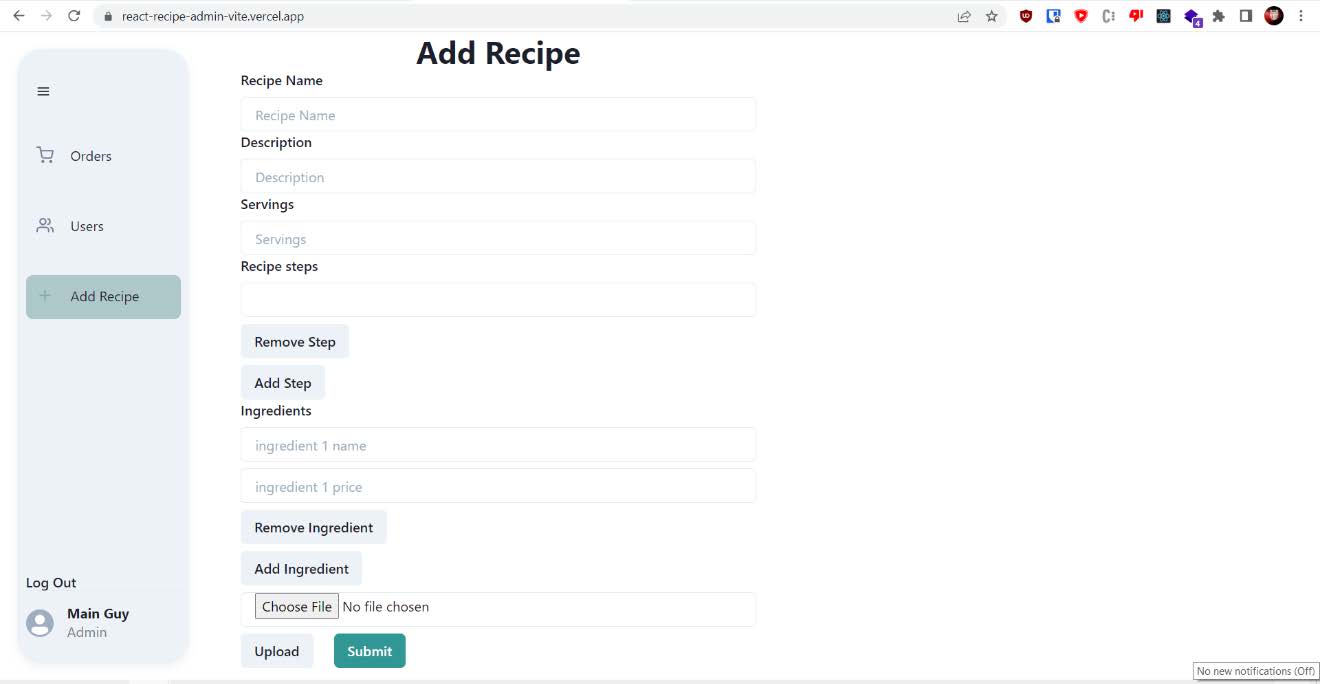 react-recipe-admin-vite.vercel.app
4
Add Recipe
Orders
Users
Add Recipe
Log Out
Main Guy
Admin
Recipe Name
Recipe Name
Description
Description
Servings
Servings
Recipe steps
Remove Step
Add Step
Ingredients
ingredient 1 name
ingredient 1 price
Remove Ingredient
Add Ingredient
Choose File No file chosen
Upload Submit
No new notifications (Off)